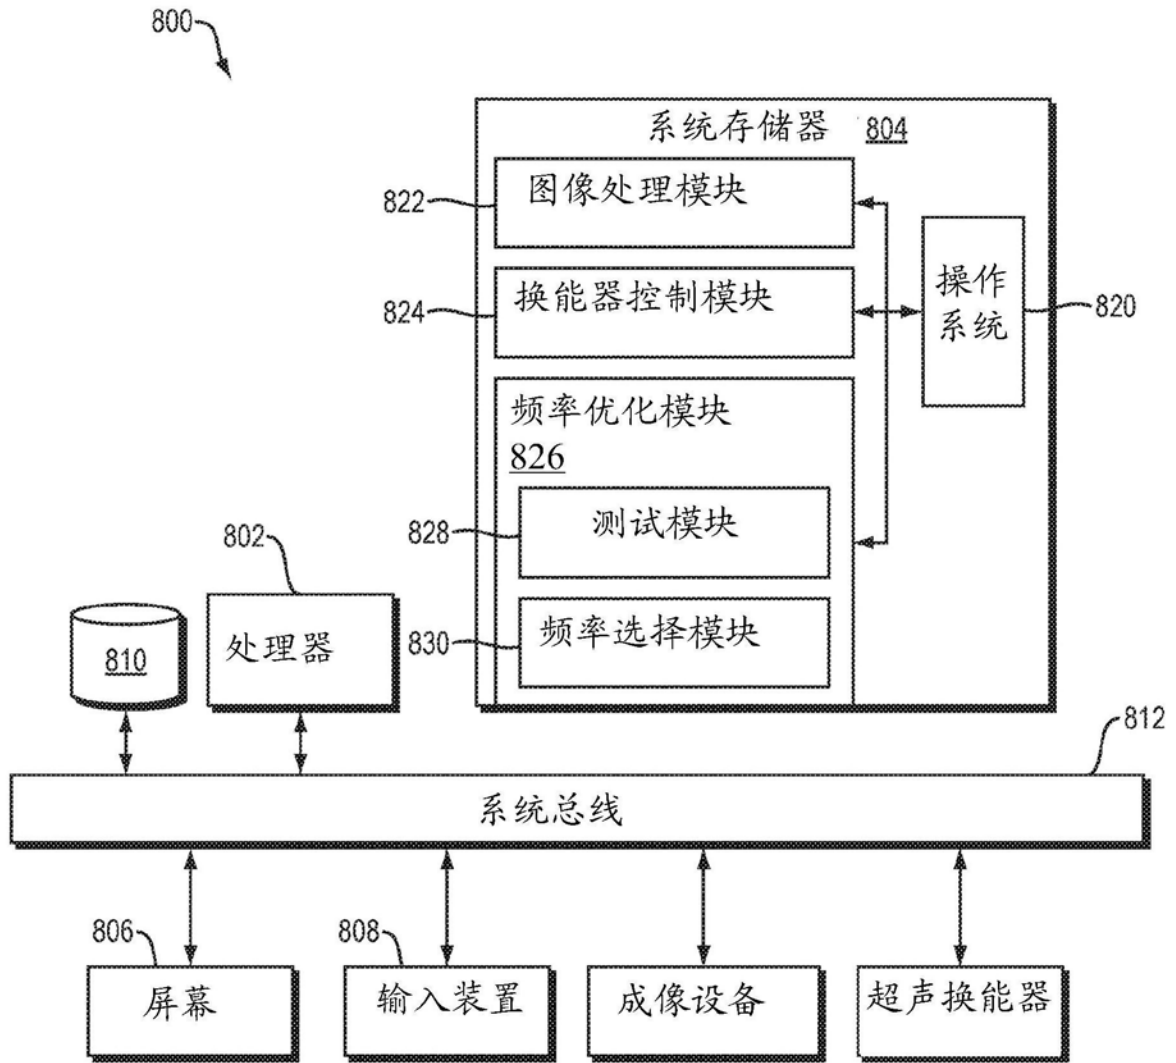 800
系统存储器 804
822
图像处理模块
824
换能器控制模块
操作
系统
820
频率优化模块
826
828
测试模块
830
频率选择模块
802
810
处理器
812
系统总线
806
屏幕
808
输入装置
成像设备
超声换能器